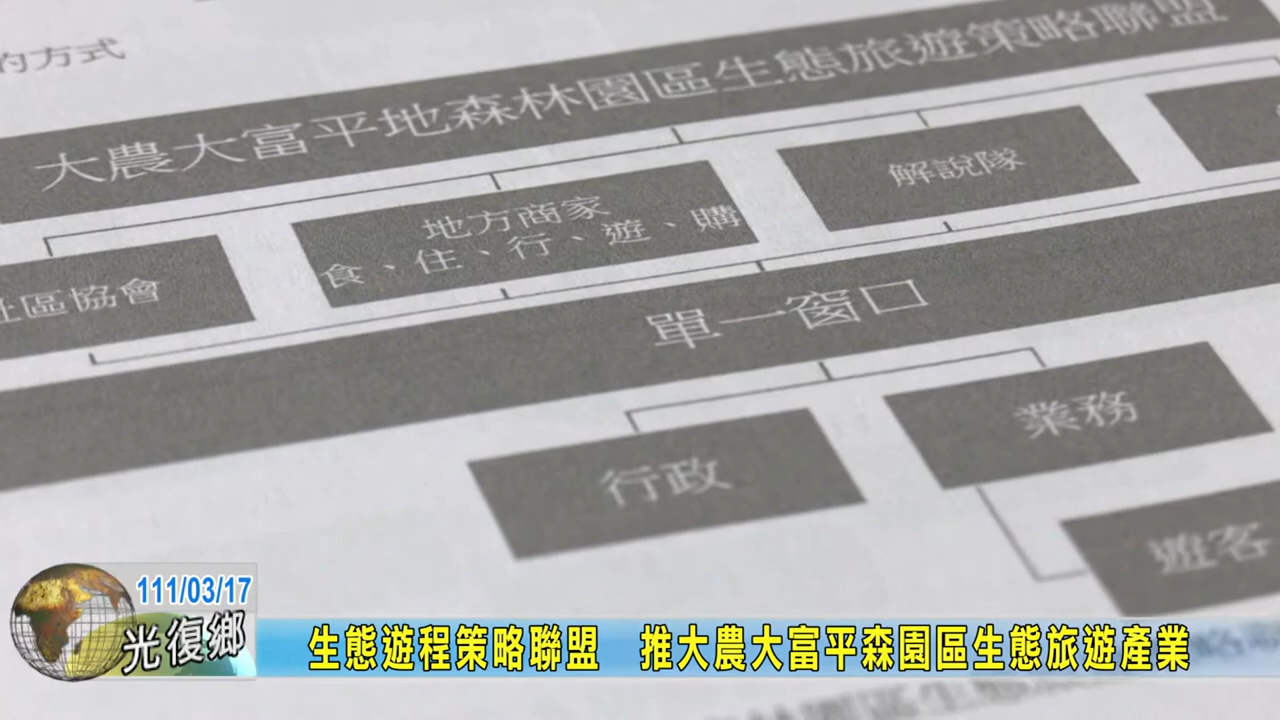 的方式
大農大富平地森林園區生態旅遊策略聯盟
社區協會
地方商家
食、住、行、遊、購
解說隊
單一窗口
行政
業務
遊客
111/03/17
光復鄉
生態遊程策略聯盟 推大農大富平森園區生態旅遊產業